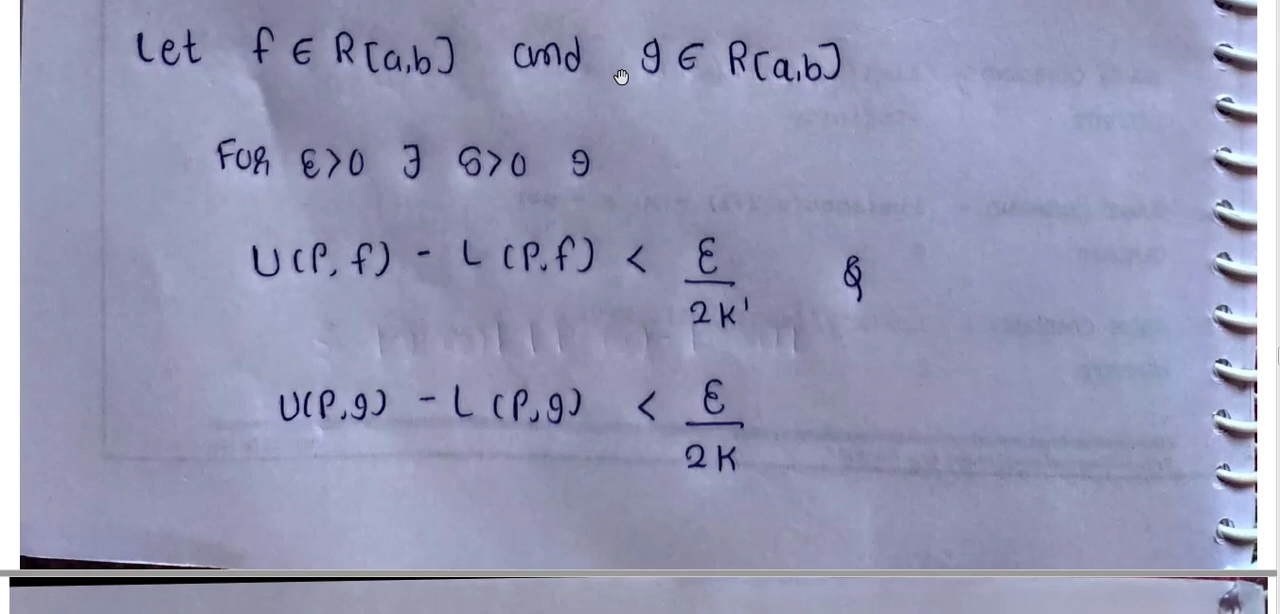 Let f ∈ R[a,b] and g ∈ R[a,b]
For ε>0 ∃ δ>0 ∋
U(P, f) - L(P,f) < ε/2K' &
U(P,g) - L(P,g) < ε/2K